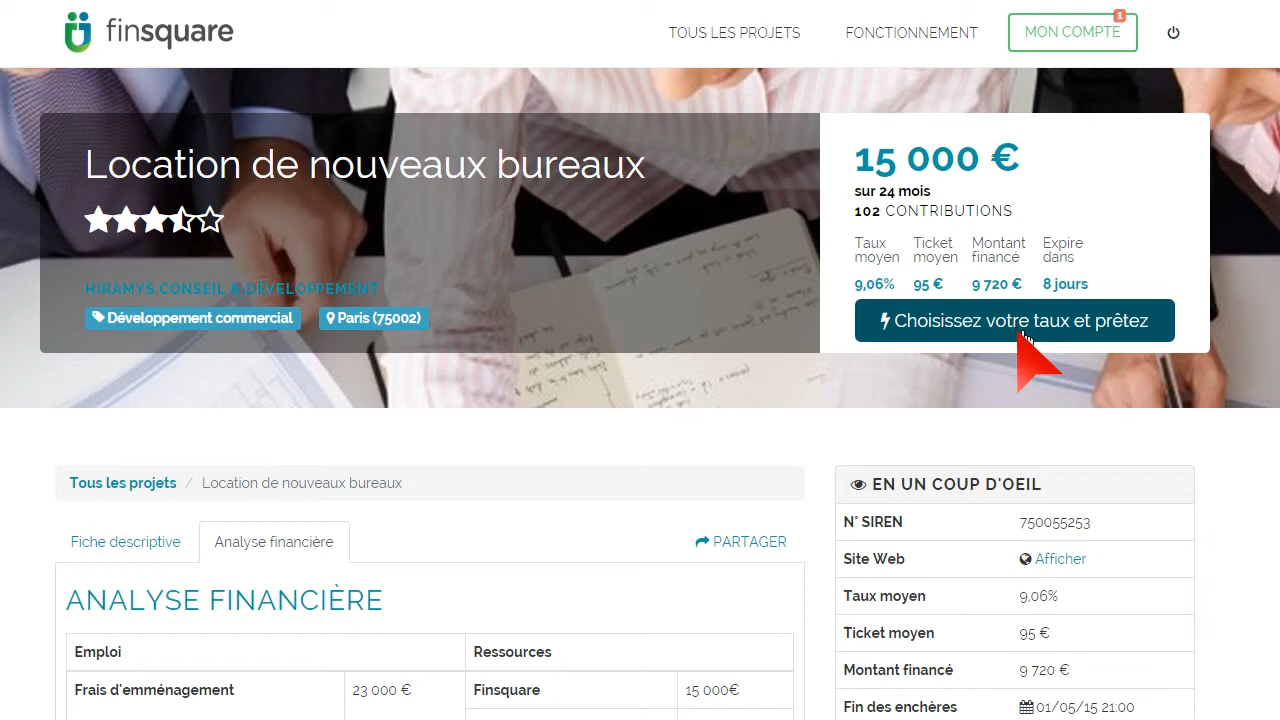 finsquare
TOUS LES PROJETS
FONCTIONNEMENT
MON COMPTE
1
Location de nouveaux bureaux
HIRAMYS CONSEIL & DÉVELOPPEMENT
Développement commercial
Paris (75002)
15 000 €
sur 24 mois
102 CONTRIBUTIONS
Taux moyen
9,06%
Ticket moyen
95 €
Montant financé
9 720 €
Expire dans
8 jours
Choisissez votre taux et prêtez
Tous les projets / Location de nouveaux bureaux
Fiche descriptive
Analyse financière
PARTAGER
ANALYSE FINANCIÈRE
Emploi
Ressources
Frais d'emménagement
23 000 €
Finsquare
15 000€
EN UN COUP D'OEIL
N° SIREN
750055253
Site Web
Afficher
Taux moyen
9,06%
Ticket moyen
95 €
Montant financé
9 720 €
Fin des enchères
01/05/15 21:00